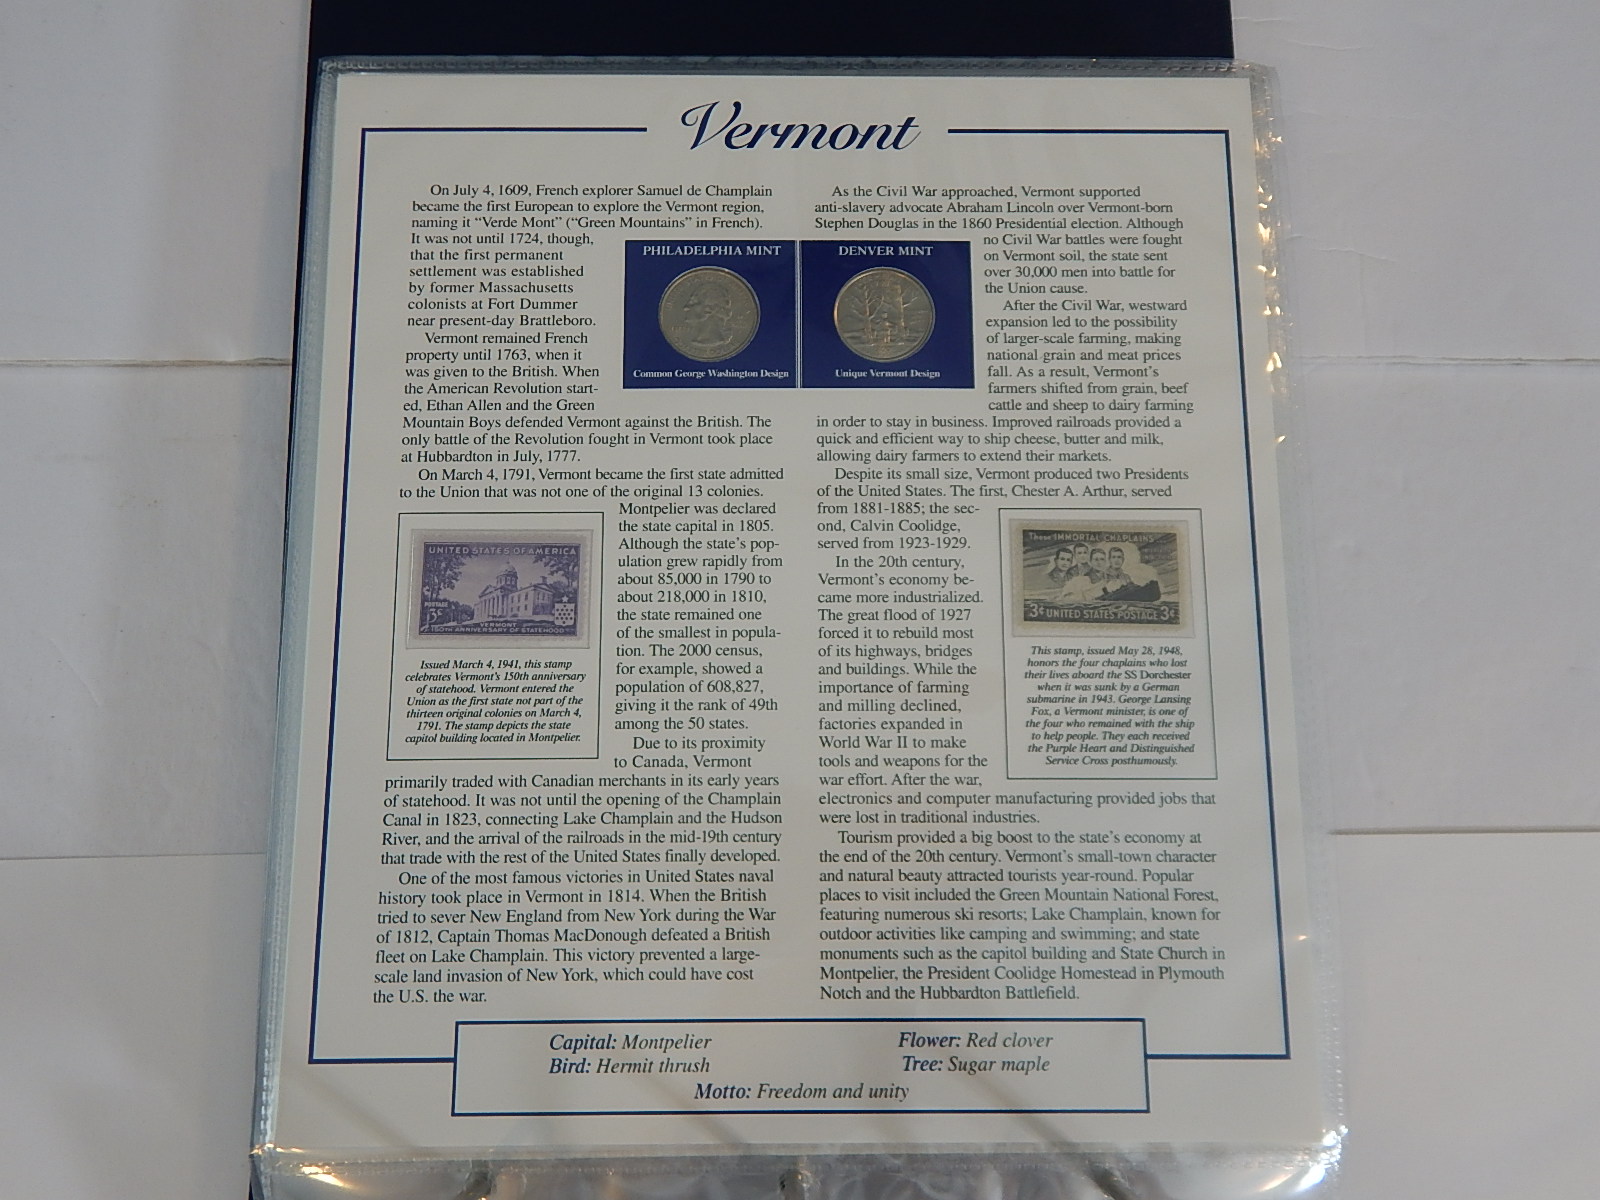 Vermont
On July 4, 1609, French explorer Samuel de Champlain
became the first European to explore the Vermont region,
naming it “Verde Mont” (“Green Mountains” in French).
It was not until 1724, though,
that the first permanent
settlement was established
by former Massachusetts
colonists at Fort Dummer
near present-day Brattleboro.
Vermont remained French
property until 1763, when it
was given to the British. When
the American Revolution start-
ed, Ethan Allen and the Green
Mountain Boys defended Vermont against the British. The
only battle of the Revolution fought in Vermont took place
at Hubbardton in July, 1777.
On March 4, 1791, Vermont became the first state admitted
to the Union that was not one of the original 13 colonies.
Montpelier was declared
the state capital in 1805.
Although the state’s pop-
ulation grew rapidly from
about 85,000 in 1790 to
about 218,000 in 1810,
the state remained one
of the smallest in popula-
tion. The 2000 census,
for example, showed a
population of 608,827,
giving it the rank of 49th
among the 50 states.
Due to its proximity
to Canada, Vermont
primarily traded with Canadian merchants in its early years
of statehood. It was not until the opening of the Champlain
Canal in 1823, connecting Lake Champlain and the Hudson
River, and the arrival of the railroads in the mid-19th century
that trade with the rest of the United States finally developed.
One of the most famous victories in United States naval
history took place in Vermont in 1814. When the British
tried to sever New England from New York during the War
of 1812, Captain Thomas MacDonough defeated a British
fleet on Lake Champlain. This victory prevented a large-
scale land invasion of New York, which could have cost
the U.S. the war.
UNITED STATES OF AMERICA
POSTAGE
3¢
VERMONT
150TH ANNIVERSARY OF STATEHOOD
Issued March 4, 1941, this stamp
celebrates Vermont’s 150th anniversary
of statehood. Vermont entered the
Union as the first state not part of the
thirteen original colonies on March 4,
1791. The stamp depicts the state
capitol building located in Montpelier.
PHILADELPHIA MINT
Common George Washington Design
DENVER MINT
Unique Vermont Design
As the Civil War approached, Vermont supported
anti-slavery advocate Abraham Lincoln over Vermont-born
Stephen Douglas in the 1860 Presidential election. Although
no Civil War battles were fought
on Vermont soil, the state sent
over 30,000 men into battle for
the Union cause.
After the Civil War, westward
expansion led to the possibility
of larger-scale farming, making
national grain and meat prices
fall. As a result, Vermont’s
farmers shifted from grain, beef
cattle and sheep to dairy farming
in order to stay in business. Improved railroads provided a
quick and efficient way to ship cheese, butter and milk,
allowing dairy farmers to extend their markets.
Despite its small size, Vermont produced two Presidents
of the United States. The first, Chester A. Arthur, served
from 1881-1885; the sec-
ond, Calvin Coolidge,
served from 1923-1929.
In the 20th century,
Vermont’s economy be-
came more industrialized.
The great flood of 1927
forced it to rebuild most
of its highways, bridges
and buildings. While the
importance of farming
and milling declined,
factories expanded in
World War II to make
tools and weapons for the
war effort. After the war,
electronics and computer manufacturing provided jobs that
were lost in traditional industries.
Tourism provided a big boost to the state’s economy at
the end of the 20th century. Vermont’s small-town character
and natural beauty attracted tourists year-round. Popular
places to visit included the Green Mountain National Forest,
featuring numerous ski resorts; Lake Champlain, known for
outdoor activities like camping and swimming; and state
monuments such as the capitol building and State Church in
Montpelier, the President Coolidge Homestead in Plymouth
Notch and the Hubbardton Battlefield.
These IMMORTAL CHAPLAINS
3¢ UNITED STATES POSTAGE 3¢
This stamp, issued May 28, 1948,
honors the four chaplains who lost
their lives aboard the SS Dorchester
when it was sunk by a German
submarine in 1943. George Lansing
Fox, a Vermont minister, is one of
the four who remained with the ship
to help people. They each received
the Purple Heart and Distinguished
Service Cross posthumously.
Capital: Montpelier
Flower: Red clover
Bird: Hermit thrush
Tree: Sugar maple
Motto: Freedom and unity